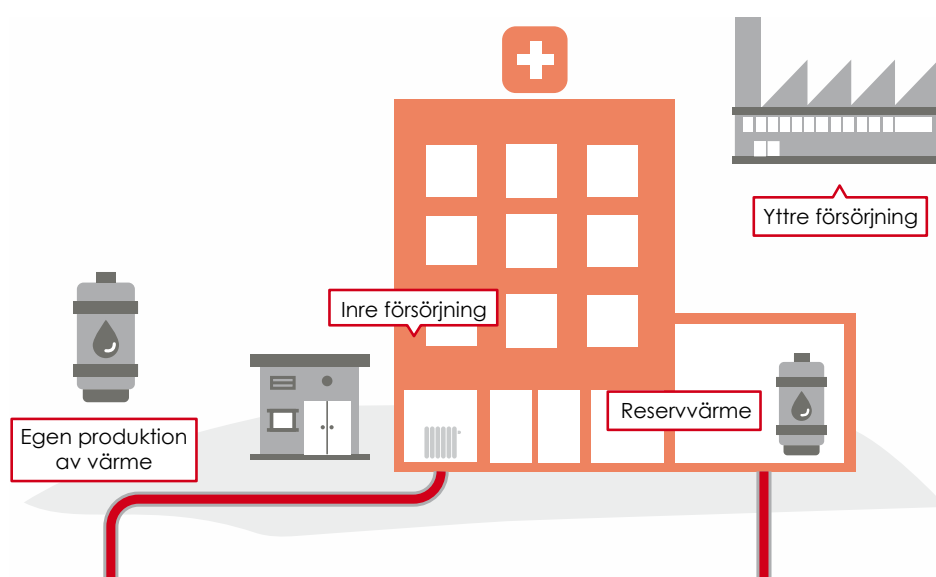 Yttre försörjning
Inre försörjning
Reservvärme
Egen produktion
av värme